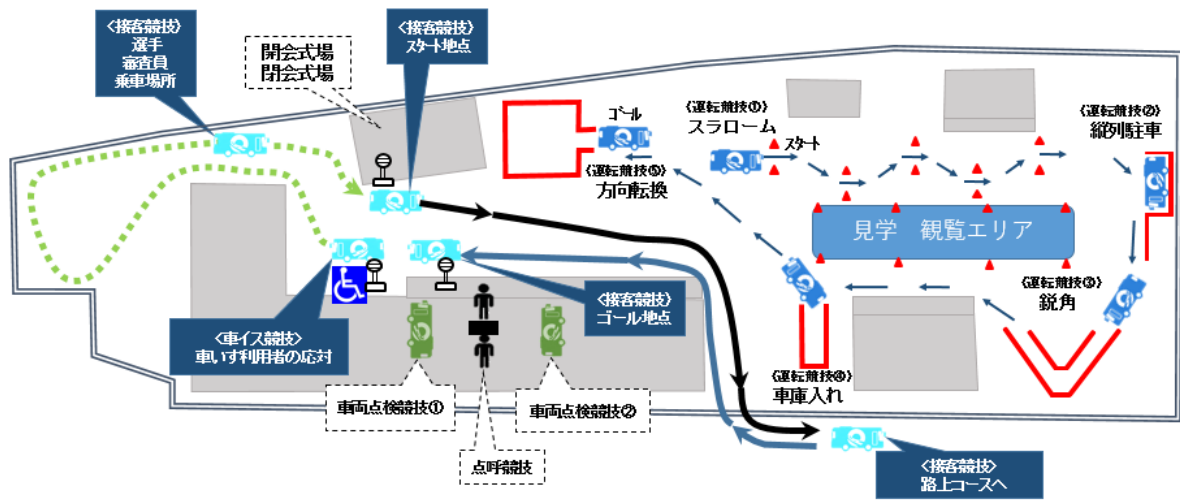 〈接客競技〉
選手
審査員
乗車場所
開会式場
閉会式場
〈接客競技〉
スタート地点
ゴール
〈運転競技⑤〉
方向転換
〈運転競技①〉
スラローム
スタート
〈運転競技②〉
縦列駐車
見学 観覧エリア
〈運転競技③〉
鋭角
〈運転競技④〉
車庫入れ
〈接客競技〉
ゴール地点
〈車イス競技〉
車いす利用者の応対
車両点検競技①
車両点検競技②
点呼競技
〈接客競技〉
路上コースへ